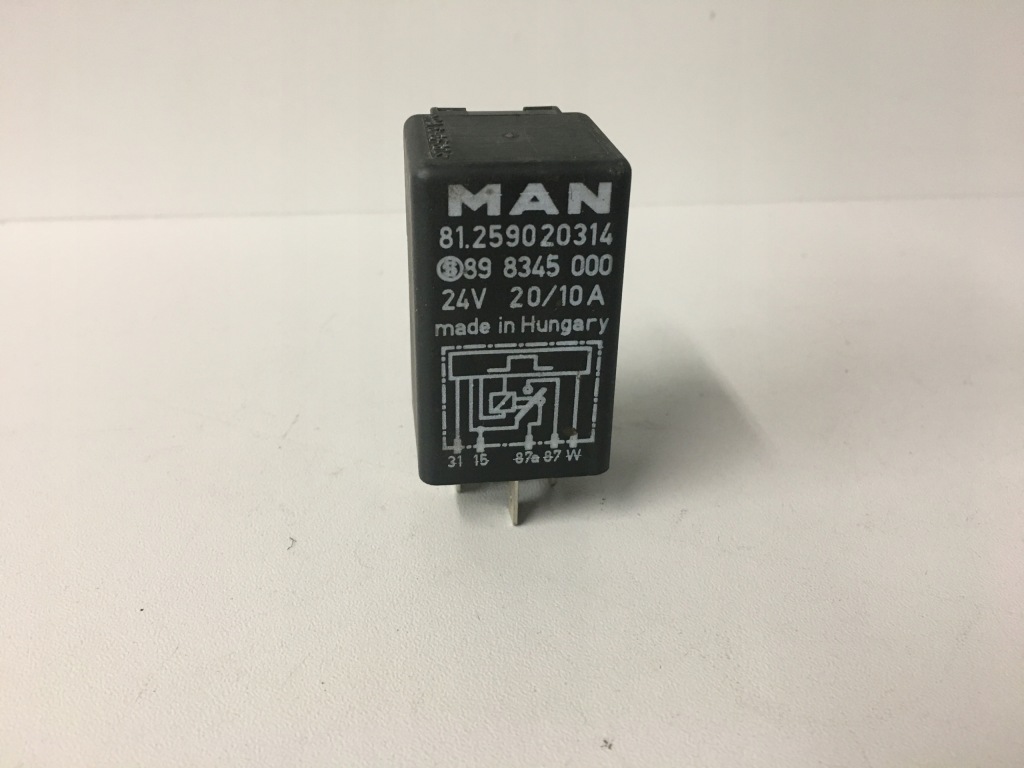 MAN
81.259020314
89 8345 000
24V 20/10A
made in Hungary
31 15 87a 87 W